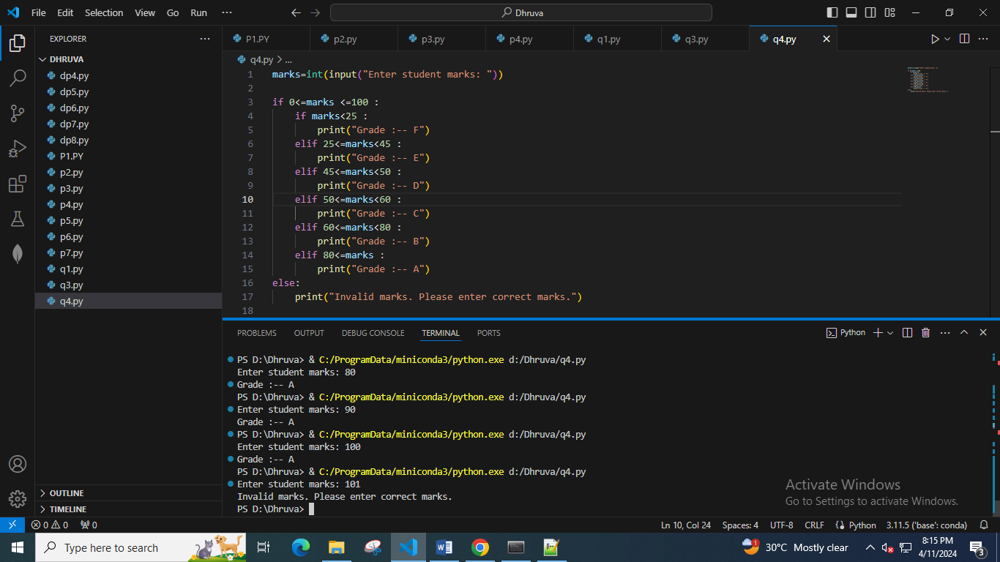 File Edit Selection View Go Run ···
Dhruva
EXPLORER ···
DHRUVA
dp4.py
dp5.py
dp6.py
dp7.py
dp8.py
P1.PY
p2.py
p3.py
p4.py
p5.py
p6.py
p7.py
q1.py
q3.py
q4.py
OUTLINE
TIMELINE
P1.PY p2.py p3.py p4.py q1.py q3.py q4.py
q4.py > ...
1 marks=int(input("Enter student marks: "))
2
3 if 0<=marks <=100 :
4 if marks<25 :
5 print("Grade :-- F")
6 elif 25<=marks<45 :
7 print("Grade :-- E")
8 elif 45<=marks<50 :
9 print("Grade :-- D")
10 elif 50<=marks<60 :
11 print("Grade :-- C")
12 elif 60<=marks<80 :
13 print("Grade :-- B")
14 elif 80<=marks :
15 print("Grade :-- A")
16 else:
17 print("Invalid marks. Please enter correct marks.")
18
PROBLEMS OUTPUT DEBUG CONSOLE TERMINAL PORTS
Python
PS D:\Dhruva> & C:/ProgramData/miniconda3/python.exe d:/Dhruva/q4.py
Enter student marks: 80
Grade :-- A
PS D:\Dhruva> & C:/ProgramData/miniconda3/python.exe d:/Dhruva/q4.py
Enter student marks: 90
Grade :-- A
PS D:\Dhruva> & C:/ProgramData/miniconda3/python.exe d:/Dhruva/q4.py
Enter student marks: 100
Grade :-- A
PS D:\Dhruva> & C:/ProgramData/miniconda3/python.exe d:/Dhruva/q4.py
Enter student marks: 101
Invalid marks. Please enter correct marks.
PS D:\Dhruva>
Activate Windows
Go to Settings to activate Windows.
0 0 0
Ln 10, Col 24 Spaces: 4 UTF-8 CRLF Python 3.11.5 ('base': conda)
Type here to search
1
30°C Mostly clear
8:15 PM
4/11/2024
3